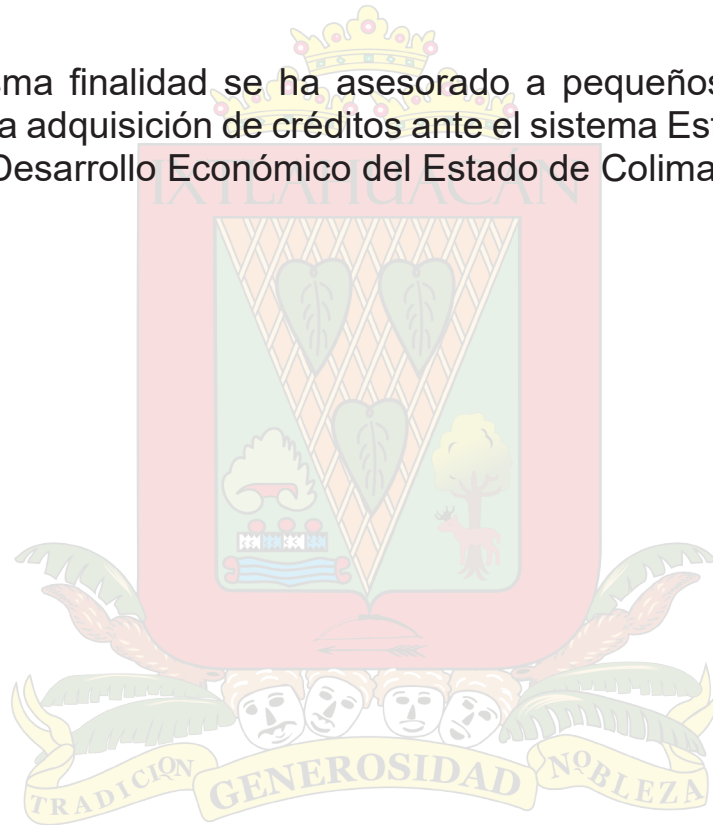 sma finalidad se ha asesorado a pequeños
a adquisición de créditos ante el sistema Est
Desarrollo Económico del Estado de Colima
IXTLAHUACÁN
TRADICIÓN GENEROSIDAD NOBLEZA